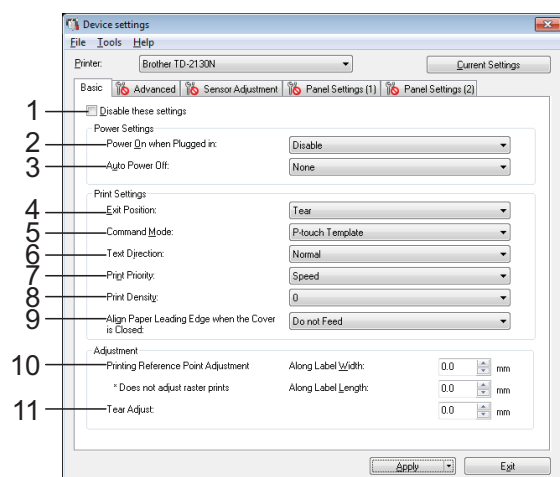 Device settings
File Tools Help
Printer: Brother TD-2130N Current Settings
Basic Advanced Sensor Adjustment Panel Settings (1) Panel Settings (2)
1 Disable these settings
Power Settings
2 Power On when Plugged in: Disable
3 Auto Power Off: None
Print Settings
4 Exit Position: Tear
5 Command Mode: P-touch Template
6 Text Direction: Normal
7 Print Priority: Speed
8 Print Density: 0
9 Align Paper Leading Edge when the Cover is Closed: Do not Feed
Adjustment
10 Printing Reference Point Adjustment Along Label Width: 0.0 mm
* Does not adjust raster prints Along Label Length: 0.0 mm
11 Tear Adjust: 0.0 mm
Apply Exit